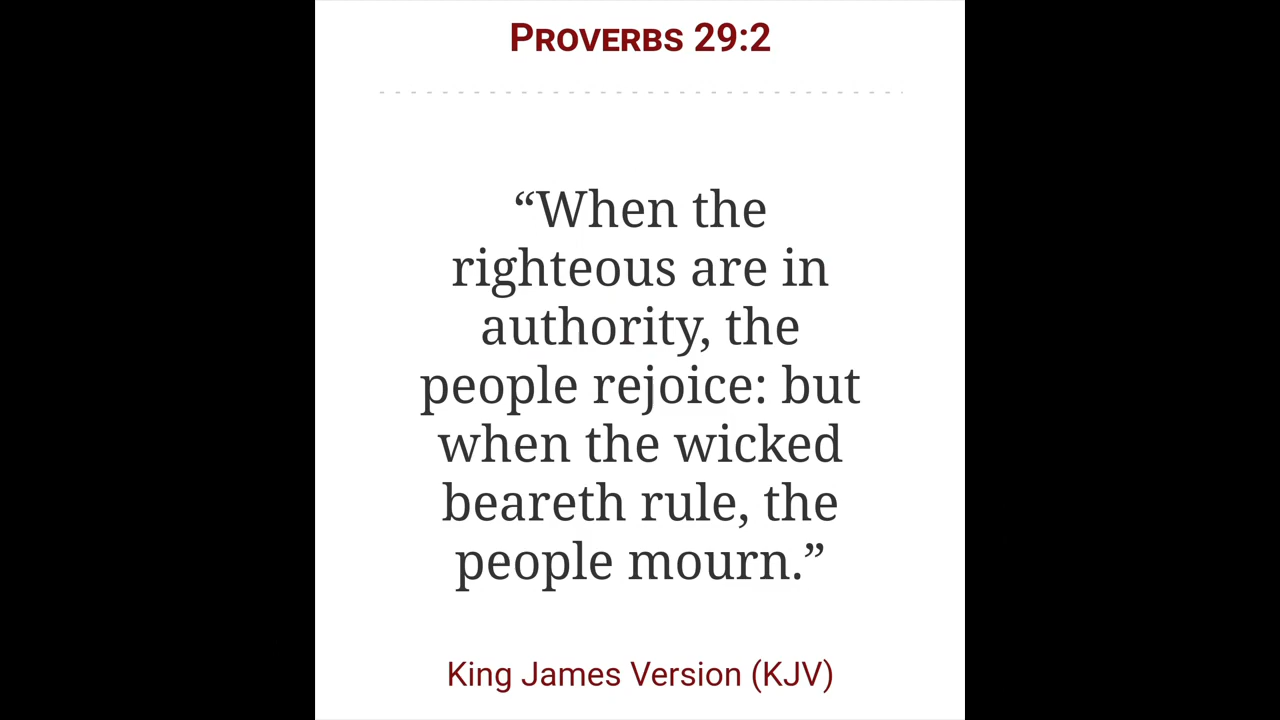 PROVERBS 29:2
“When the
righteous are in
authority, the
people rejoice: but
when the wicked
beareth rule, the
people mourn.”
King James Version (KJV)